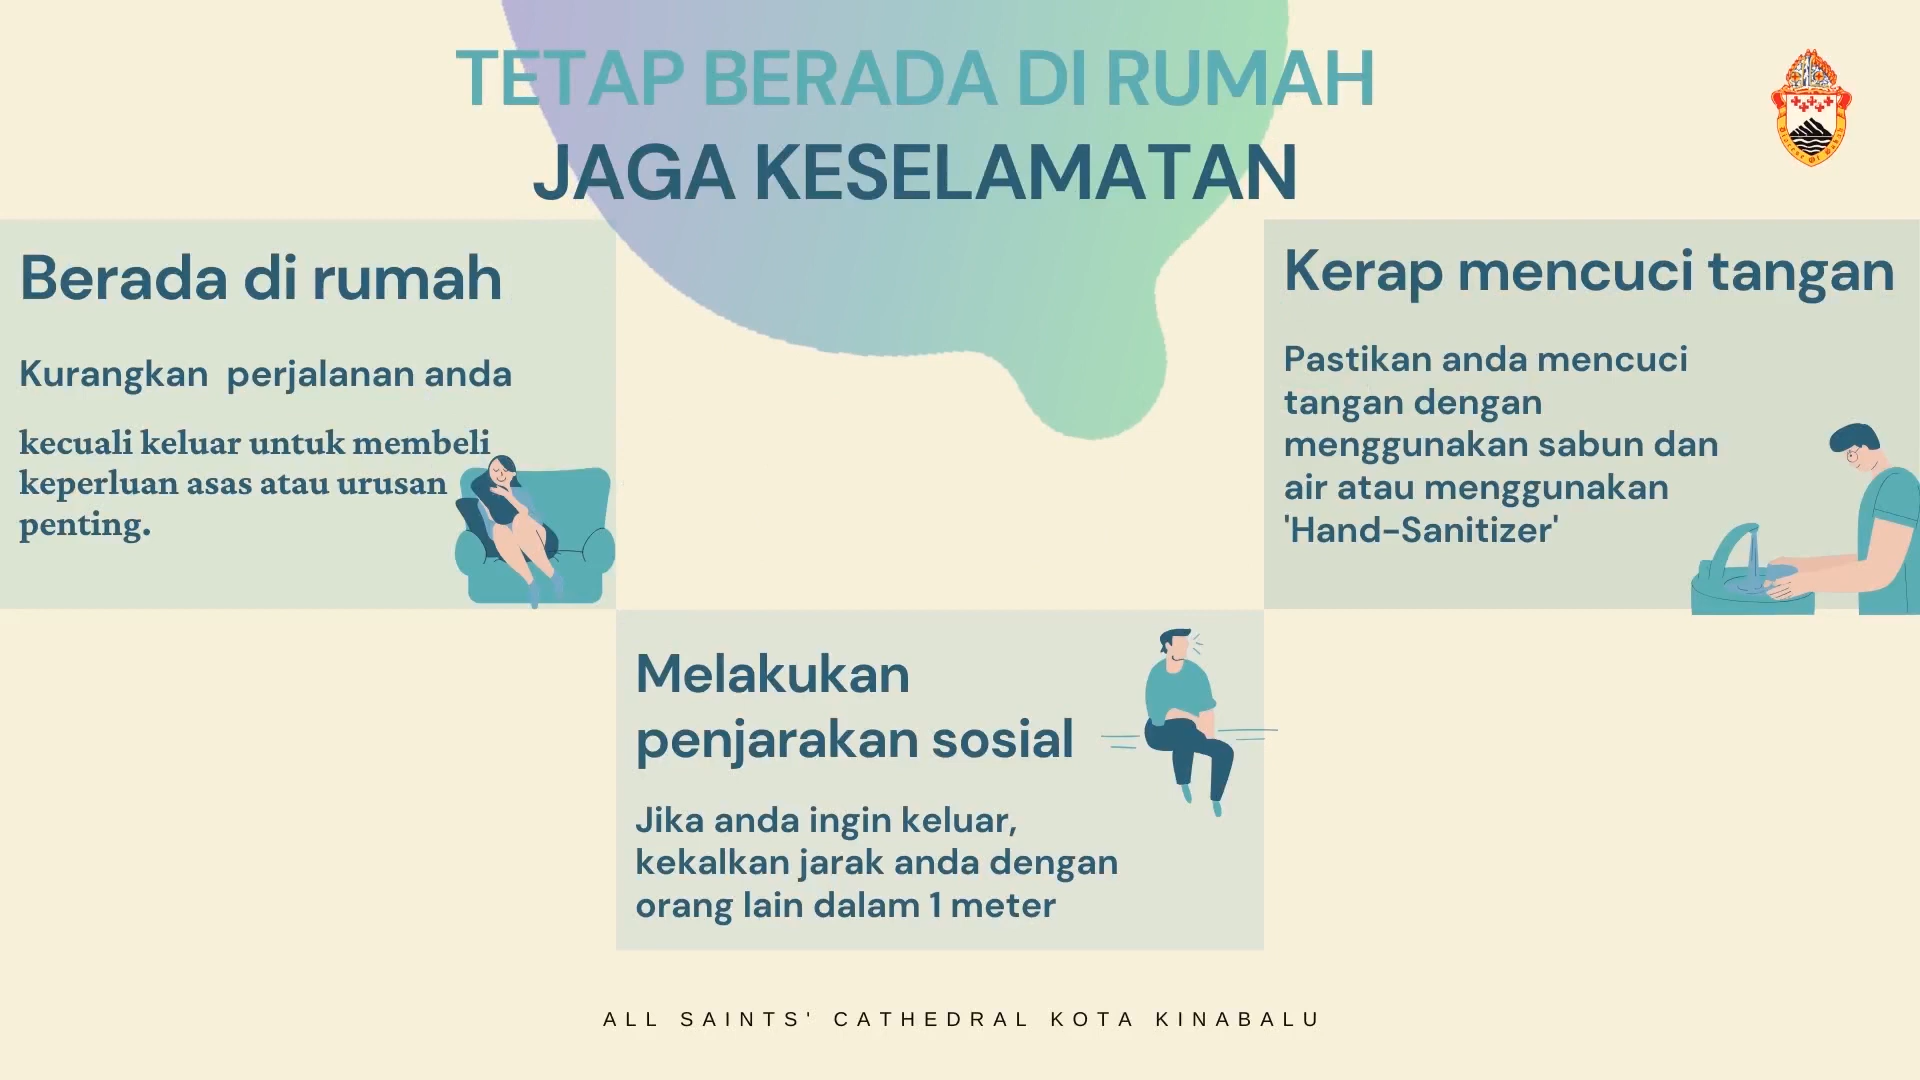 TETAP BERADA DI RUMAH
JAGA KESELAMATAN
Berada di rumah
Kurangkan perjalanan anda
kecuali keluar untuk membeli
keperluan asas atau urusan
penting.
Kerap mencuci tangan
Pastikan anda mencuci
tangan dengan
menggunakan sabun dan
air atau menggunakan
'Hand-Sanitizer'
Melakukan
penjarakan sosial
Jika anda ingin keluar,
kekalkan jarak anda dengan
orang lain dalam 1 meter
ALL SAINTS' CATHEDRAL KOTA KINABALU